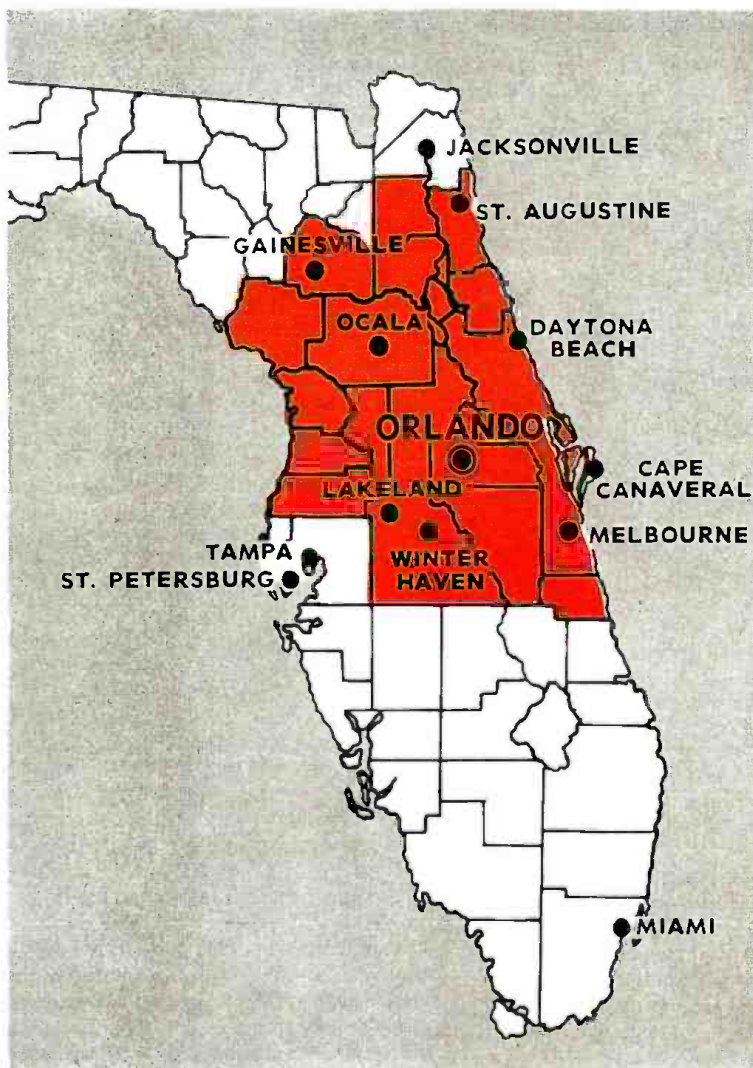 JACKSONVILLE
ST. AUGUSTINE
GAINESVILLE
OCALA
DAYTONA
BEACH
ORLANDO
CAPE
CANAVERAL
LAKELAND
MELBOURNE
TAMPA
WINTER
HAVEN
ST. PETERSBURG
MIAMI